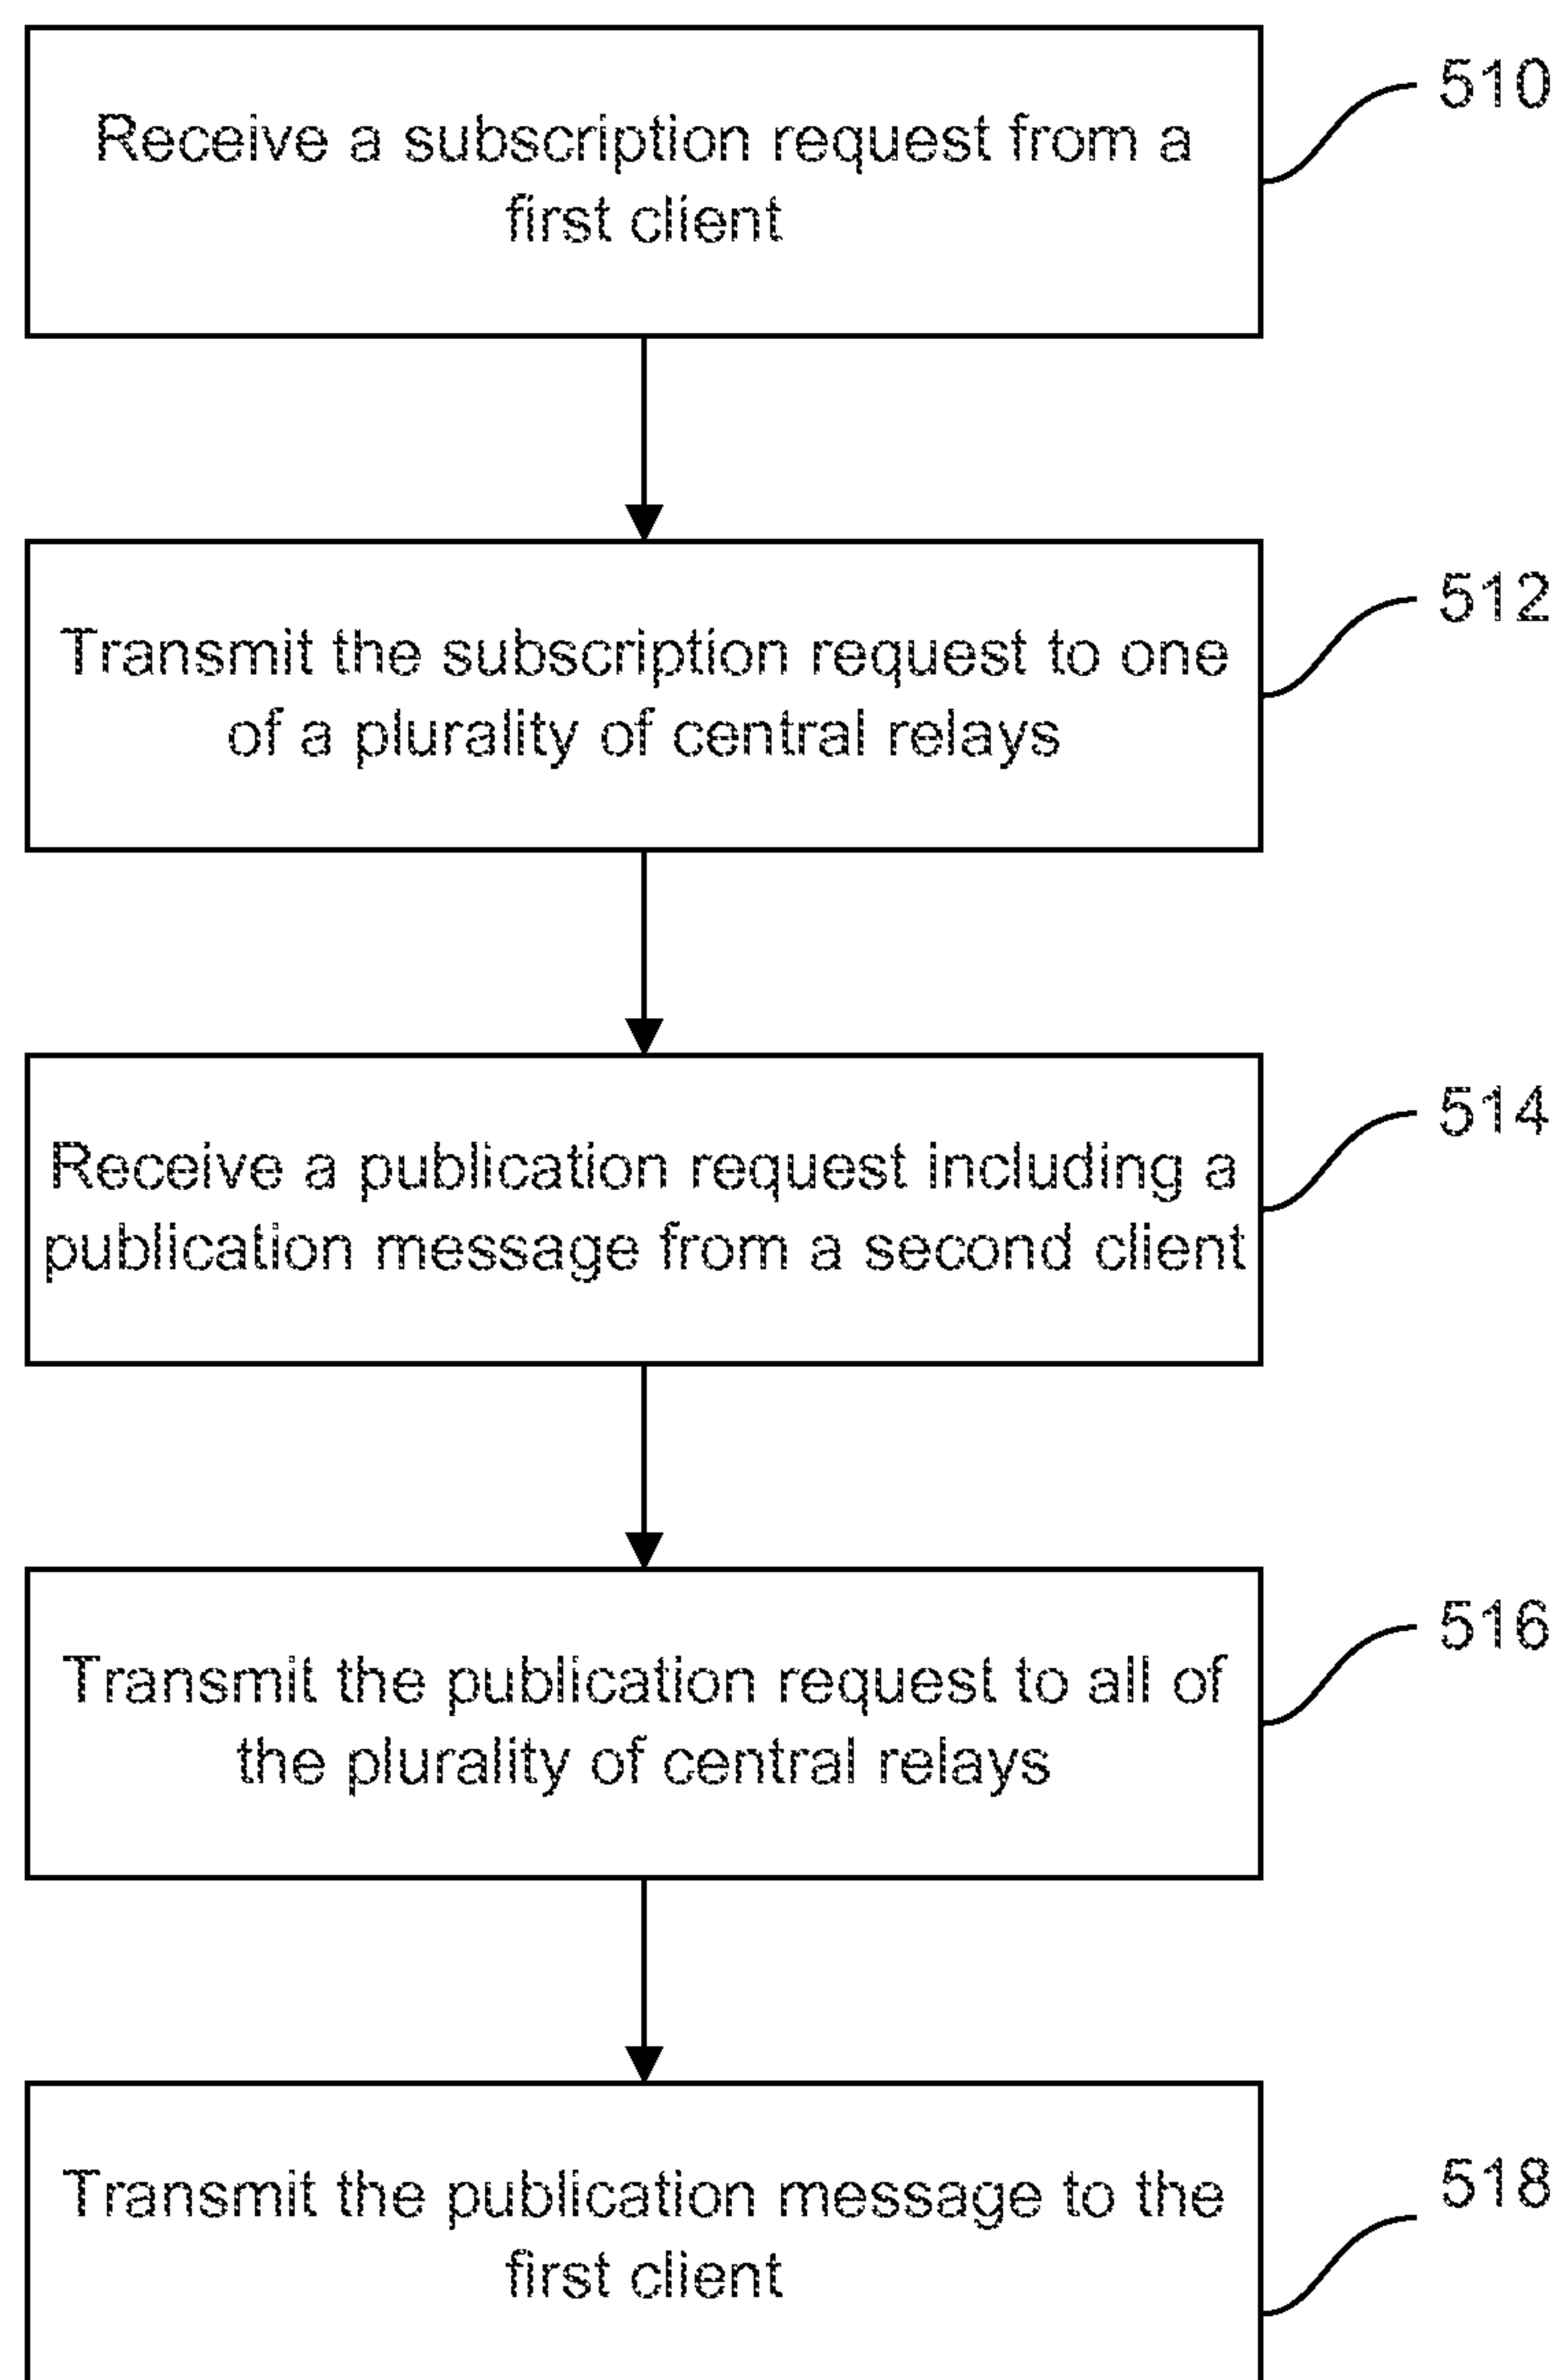 Receive a subscription request from a
first client
510
Transmit the subscription request to one
of a plurality of central relays
512
Receive a publication request including a
publication message from a second client
514
Transmit the publication request to all of
the plurality of central relays
516
Transmit the publication message to the
first client
518